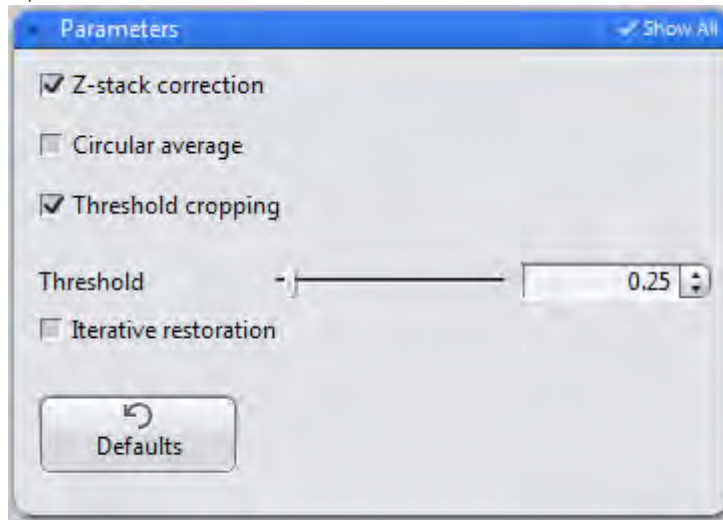 Parameters Show All
Z-stack correction
Circular average
Threshold cropping
Threshold 0.25
Iterative restoration
Defaults